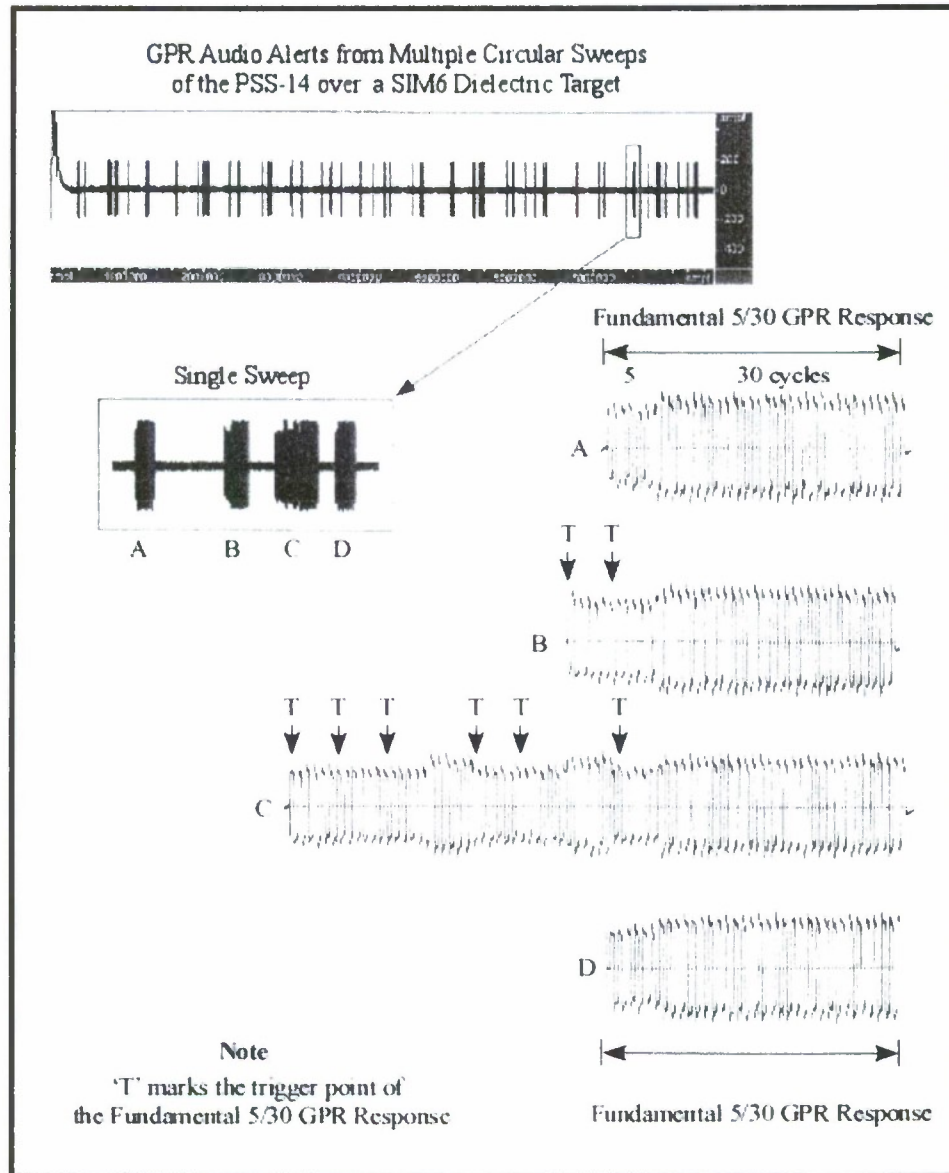 GPR Audio Alerts from Multiple Circular Sweeps
of the PSS-14 over a SIM6 Dielectric Target
200
0
Fundamental 5/30 GPR Response
5 30 cycles
Single Sweep
A
A B C D
T T
B
T T T T T T
C
D
Note
'T' marks the trigger point of
the Fundamental 5/30 GPR Response
Fundamental 5/30 GPR Response